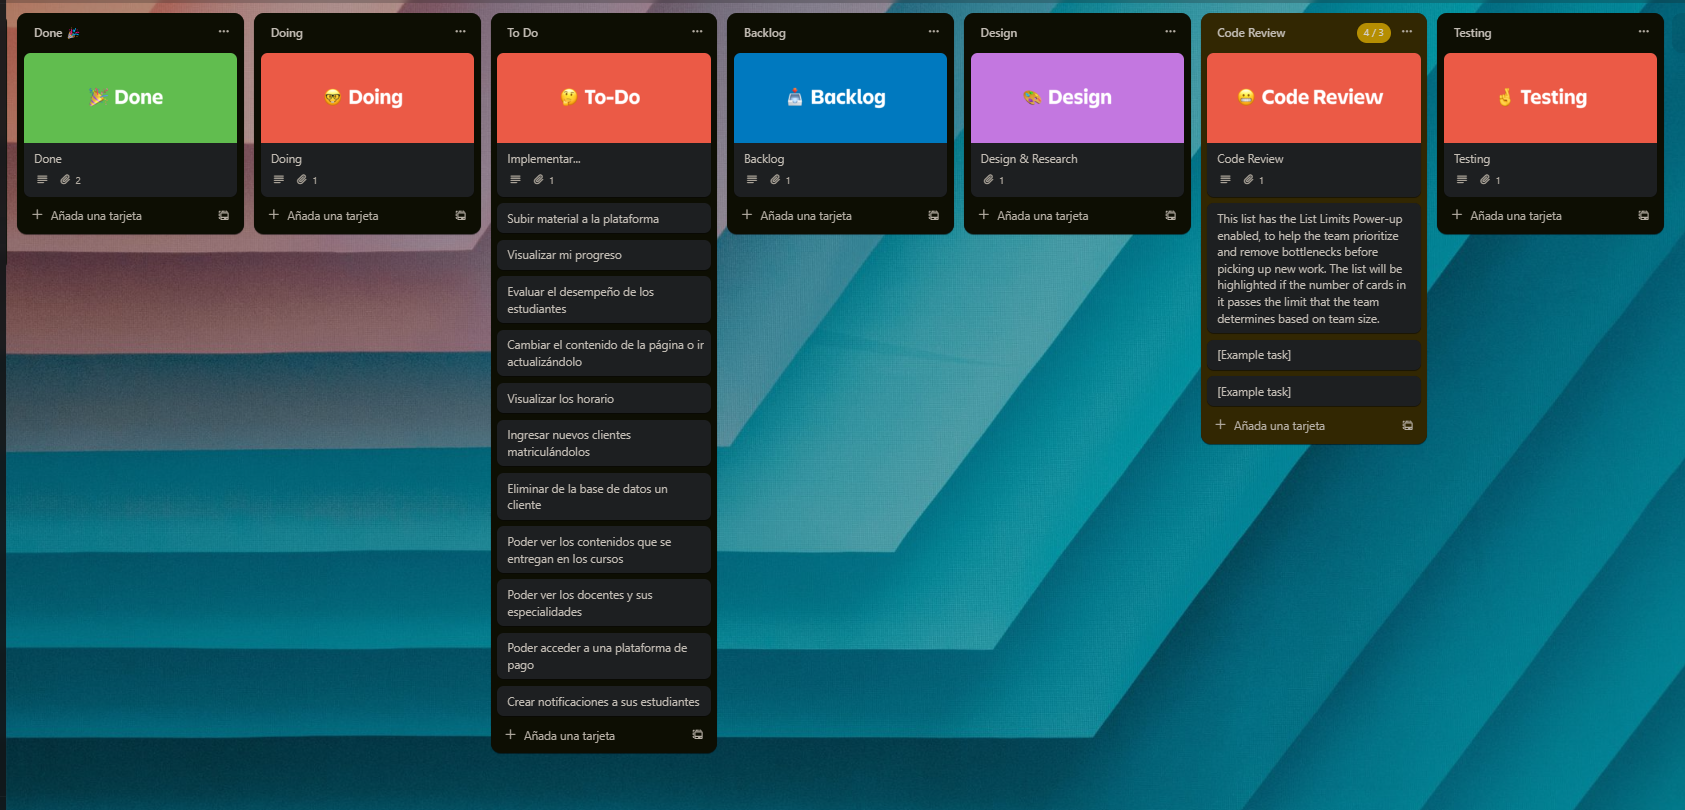 Done 🎉
Done
Done
2
Añada una tarjeta
Doing
Doing
Doing
1
Añada una tarjeta
To Do
To-Do
Implementar...
1
Subir material a la plataforma
Visualizar mi progreso
Evaluar el desempeño de los
estudiantes
Cambiar el contenido de la página o ir
actualizándolo
Visualizar los horario
Ingresar nuevos clientes
matriculándolos
Eliminar de la base de datos un
cliente
Poder ver los contenidos que se
entregan en los cursos
Poder ver los docentes y sus
especialidades
Poder acceder a una plataforma de
pago
Crear notificaciones a sus estudiantes
Añada una tarjeta
Backlog
Backlog
Backlog
1
Añada una tarjeta
Design
Design
Design & Research
1
Añada una tarjeta
Code Review
4 / 3
Code Review
Code Review
1
This list has the List Limits Power-up
enabled, to help the team prioritize
and remove bottlenecks before
picking up new work. The list will be
highlighted if the number of cards in
it passes the limit that the team
determines based on team size.
[Example task]
[Example task]
Añada una tarjeta
Testing
Testing
Testing
1
Añada una tarjeta